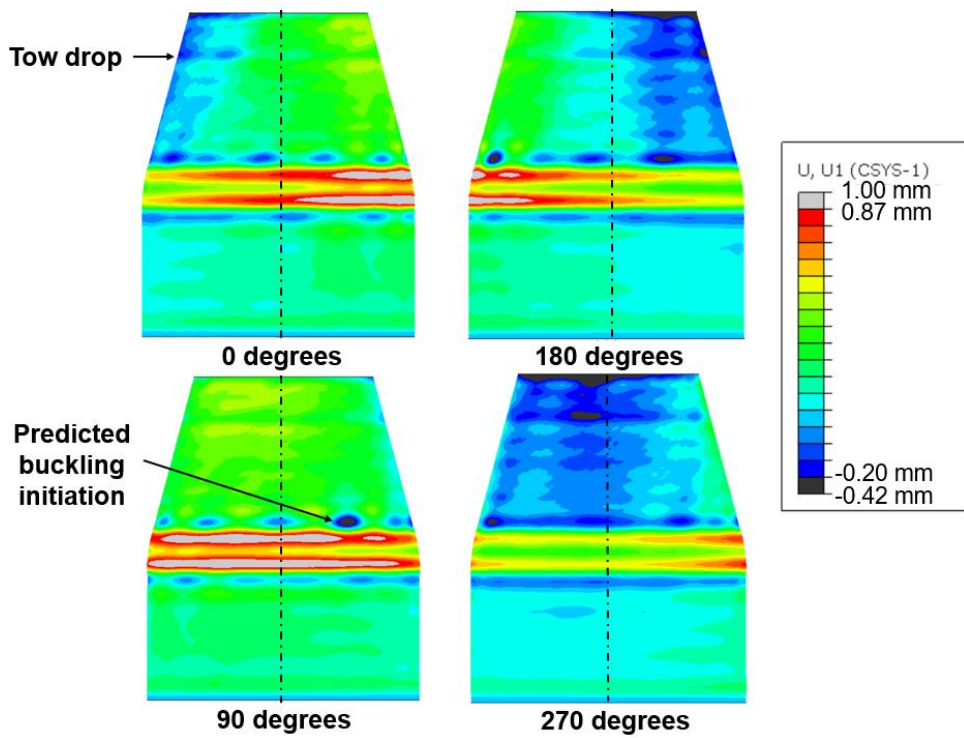 Tow drop
0 degrees
180 degrees
U, U1 (CSYS-1)
1.00 mm
0.87 mm
-0.20 mm
-0.42 mm
Predicted
buckling
initiation
90 degrees
270 degrees